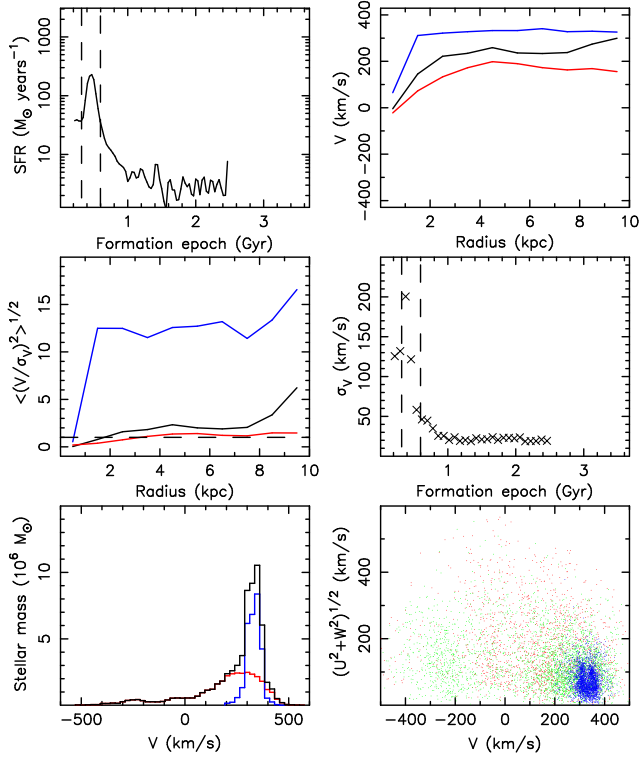 1000
100
10
SFR (M⊙ years⁻¹)
1 2 3
Formation epoch (Gyr)
400
200
0
−200
−400
V (km/s)
2 4 6 8 10
Radius (kpc)
15
10
5
0
<(V/σV)²>¹/²
0 2 4 6 8 10
Radius (kpc)
200
150
100
50
σV (km/s)
0 1 2 3
Formation epoch (Gyr)
10
5
Stellar mass (10⁶ M⊙)
−500 0 500
V (km/s)
400
200
0
(U²+W²)¹/² (km/s)
−400 −200 0 200 400
V (km/s)